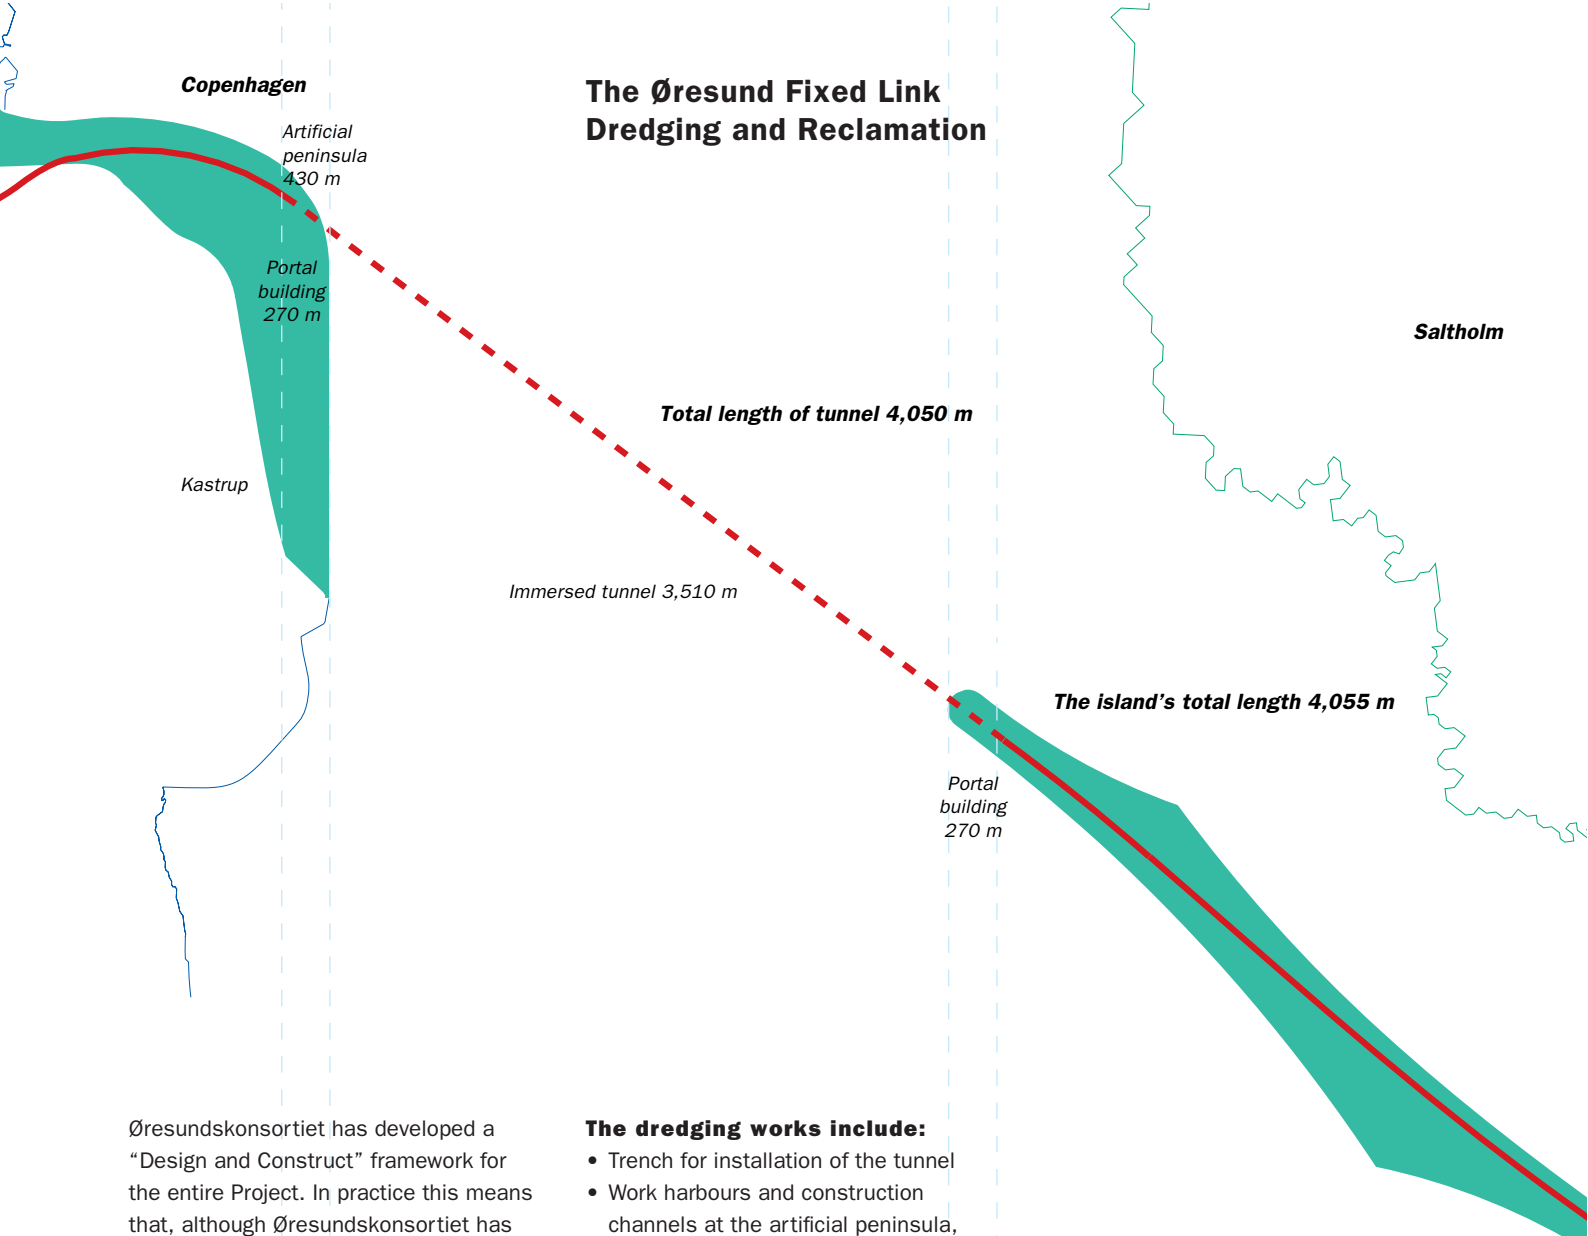 Copenhagen
The Øresund Fixed Link
Dredging and Reclamation
Artificial
peninsula
430 m
Portal
building
270 m
Saltholm
Total length of tunnel 4,050 m
Kastrup
Immersed tunnel 3,510 m
The island’s total length 4,055 m
Portal
building
270 m
Øresundskonsortiet has developed a
“Design and Construct” framework for
the entire Project. In practice this means
that, although Øresundskonsortiet has
The dredging works include:
• Trench for installation of the tunnel
• Work harbours and construction
channels at the artificial peninsula,